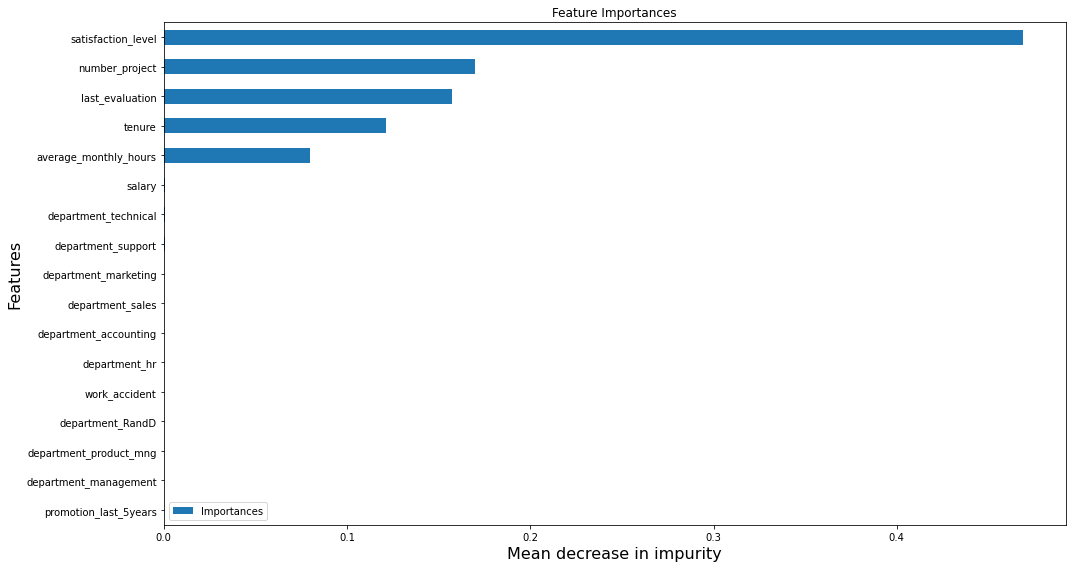 Feature Importances
satisfaction_level
number_project
last_evaluation
tenure
average_monthly_hours
salary
department_technical
department_support
department_marketing
department_sales
department_accounting
department_hr
work_accident
department_RandD
department_product_mng
department_management
promotion_last_5years
Features
Importances
0.0 0.1 0.2 0.3 0.4
Mean decrease in impurity